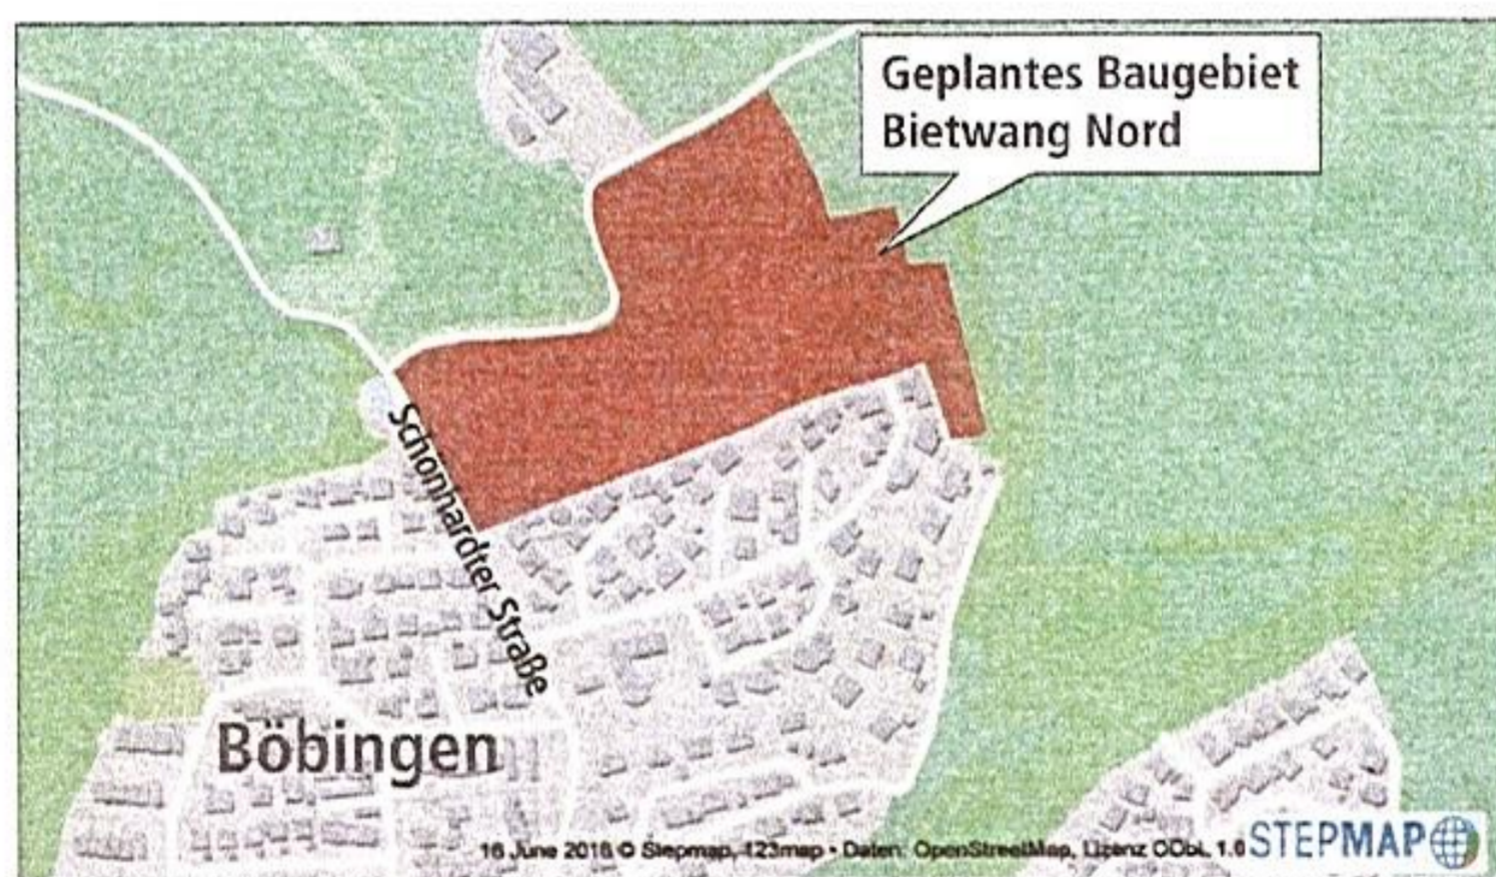 Geplantes Baugebiet
Bietwang Nord
Schönhardter Straße
Böbingen
16 June 2016 © Stepmap, 123map • Daten: OpenStreetMap, Lizenz ODbL 1.0
STEPMAP